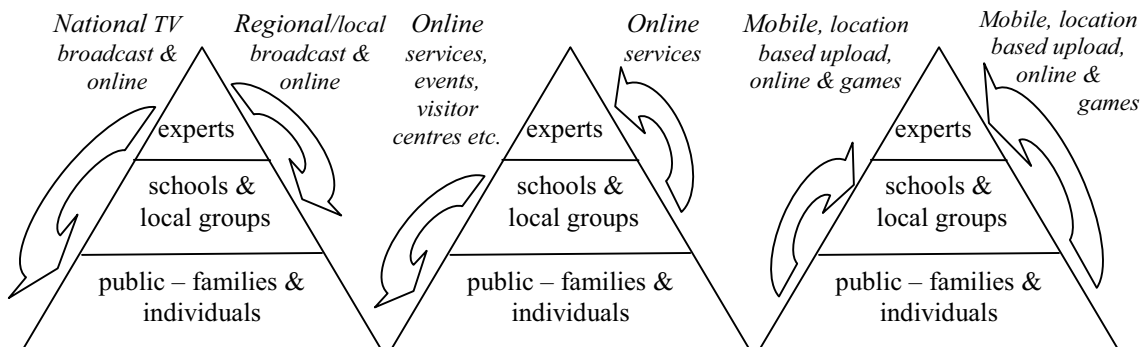 National TV
broadcast &
online
Regional/local
broadcast &
online
experts
schools &
local groups
public – families &
individuals
Online
services,
events,
visitor
centres etc.
Online
services
experts
schools &
local groups
public – families &
individuals
Mobile, location
based upload,
online & games
Mobile, location
based upload,
online &
games
experts
schools &
local groups
public – families &
individuals